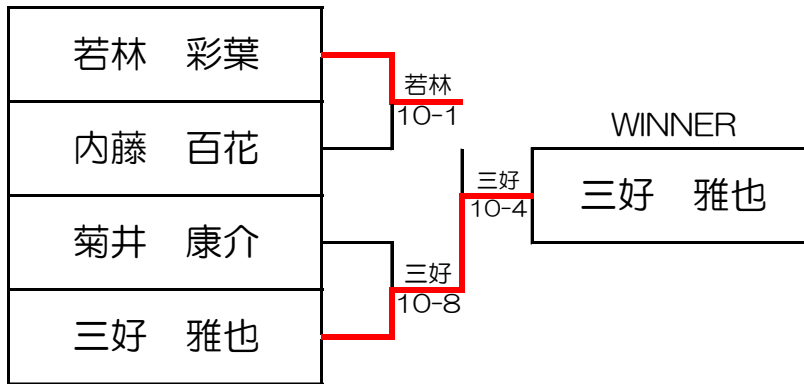 若林　彩葉
内藤　百花
菊井　康介
三好　雅也
若林
10-1
三好
10-8
三好
10-4
WINNER
三好　雅也